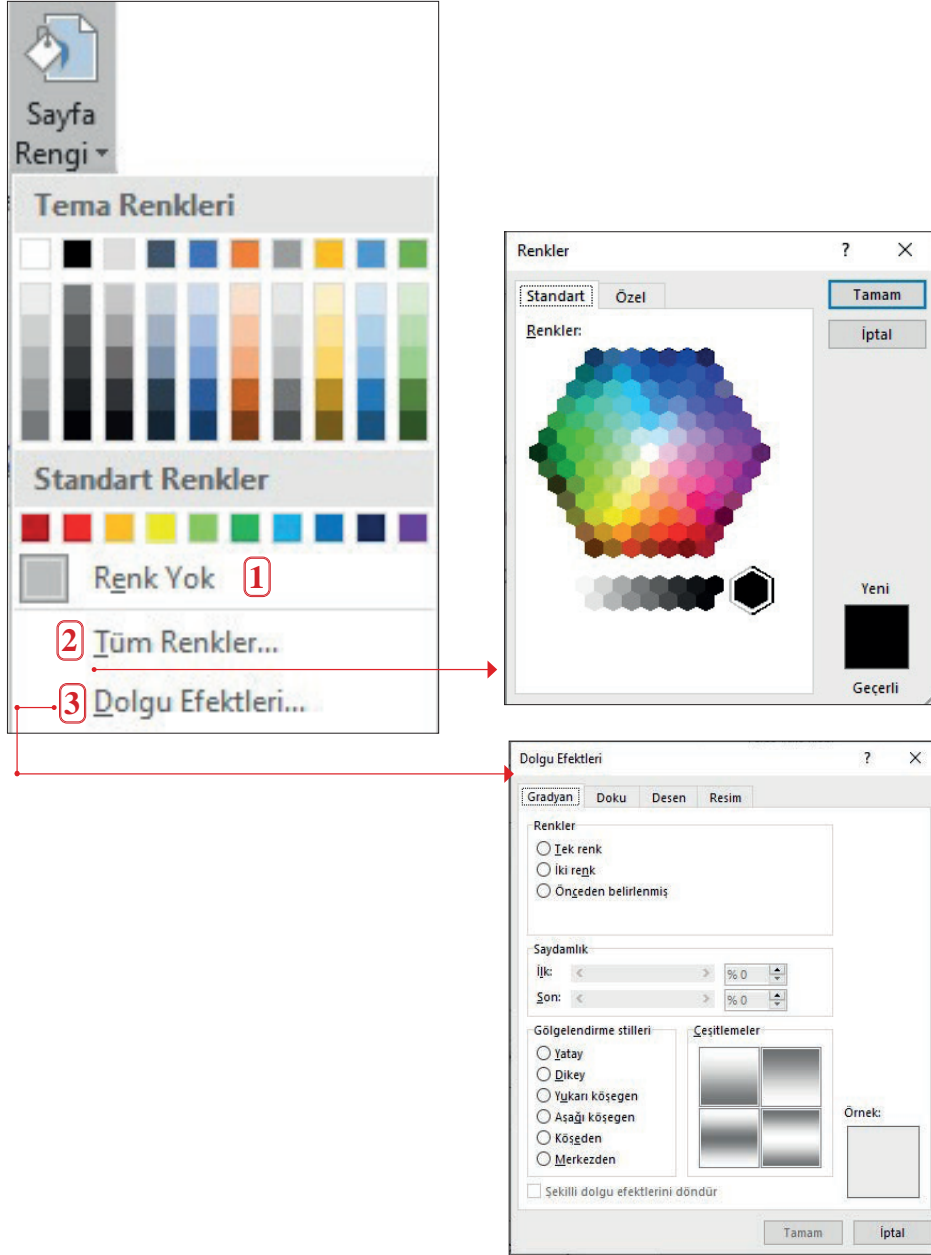 Sayfa
Rengi
Tema Renkleri
Standart Renkler
Renk Yok 1
2 Tüm Renkler...
3 Dolgu Efektleri...
Renkler ?
Standart Özel
Renkler:
Tamam
İptal
Yeni
Geçerli
Dolgu Efektleri ?
Gradyan Doku Desen Resim
Renkler
Tek renk
İki renk
Önceden belirlenmiş
Saydamlık
İlk: % 0
Son: % 0
Gölgelendirme stilleri
Yatay
Dikey
Yukarı köşegen
Aşağı köşegen
Köşeden
Merkezden
Çeşitlemeler
Örnek:
Şekilli dolgu efektlerini döndür
Tamam İptal